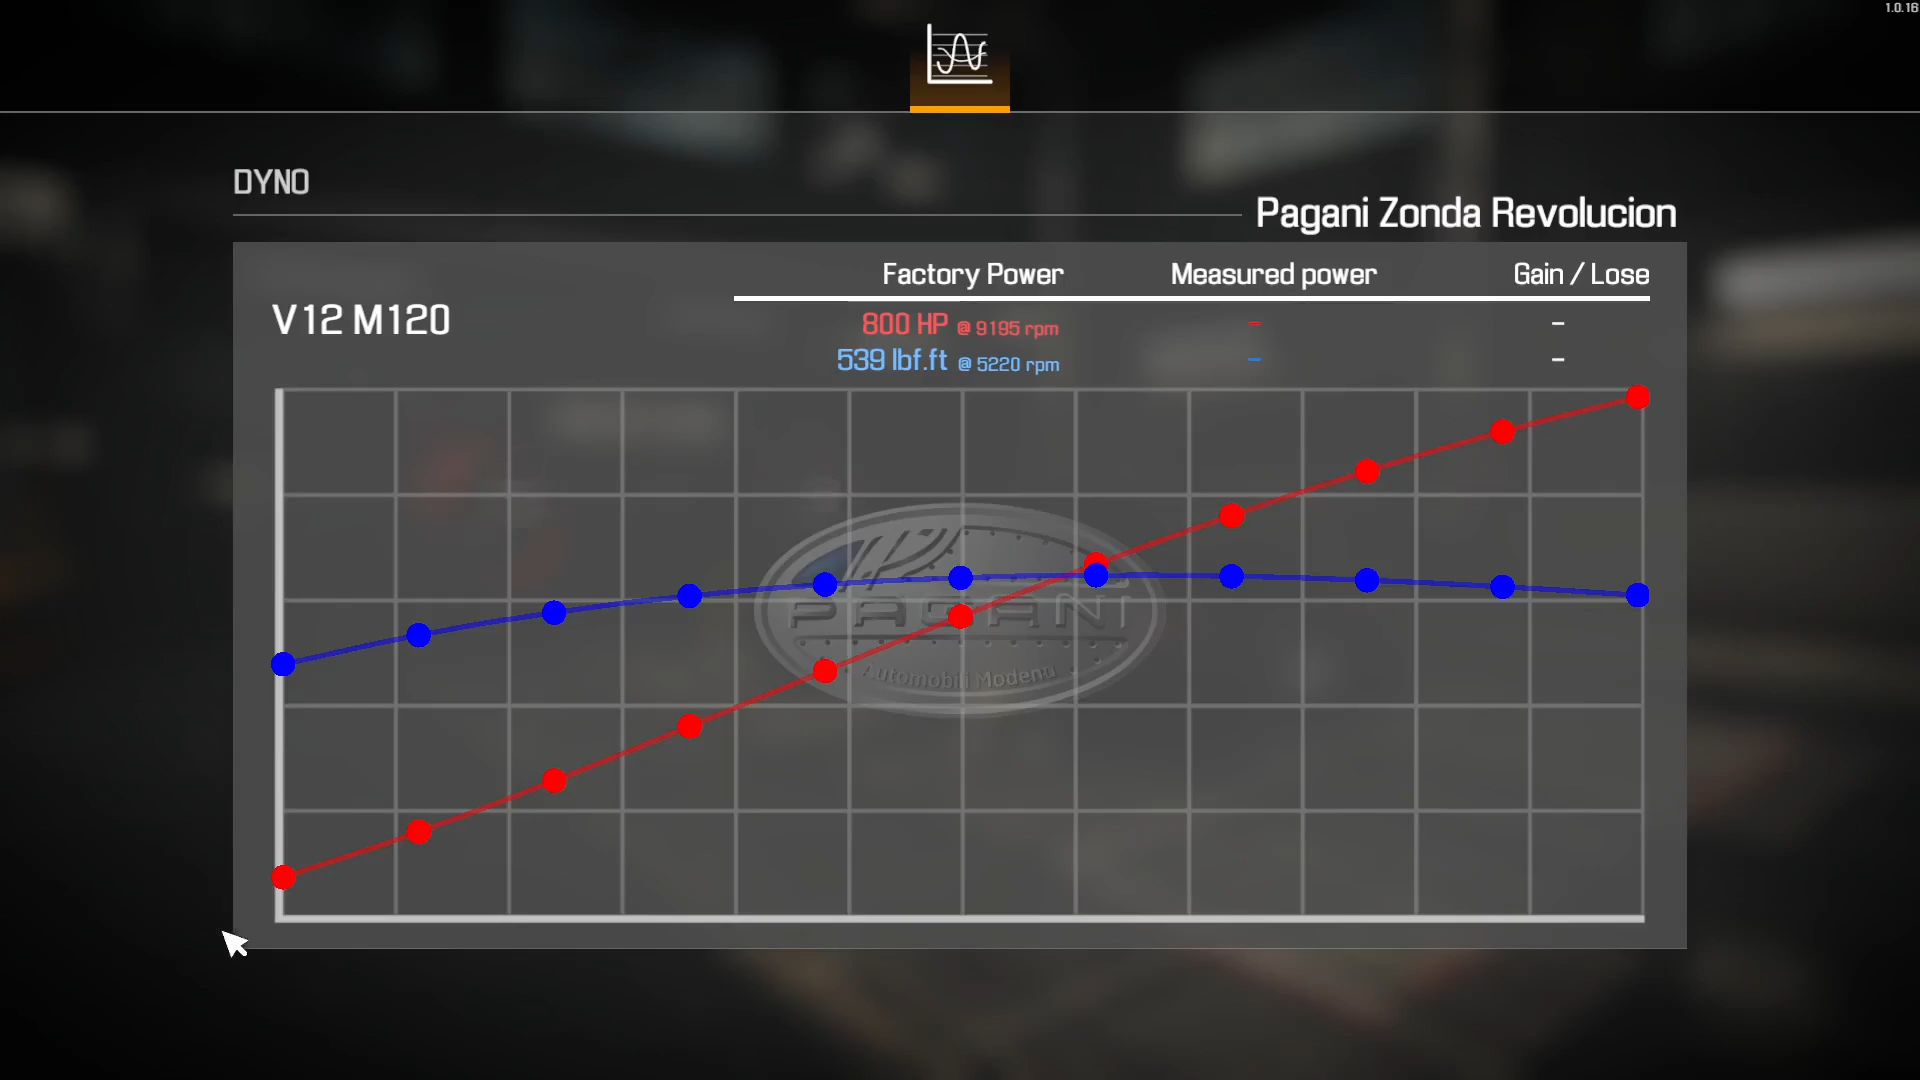 1.0.16
DYNO
Pagani Zonda Revolucion
Factory Power Measured power Gain / Lose
V12 M120
800 HP @ 9195 rpm - -
539 lbf.ft @ 5220 rpm - -
PAGANI
Automobili Modena